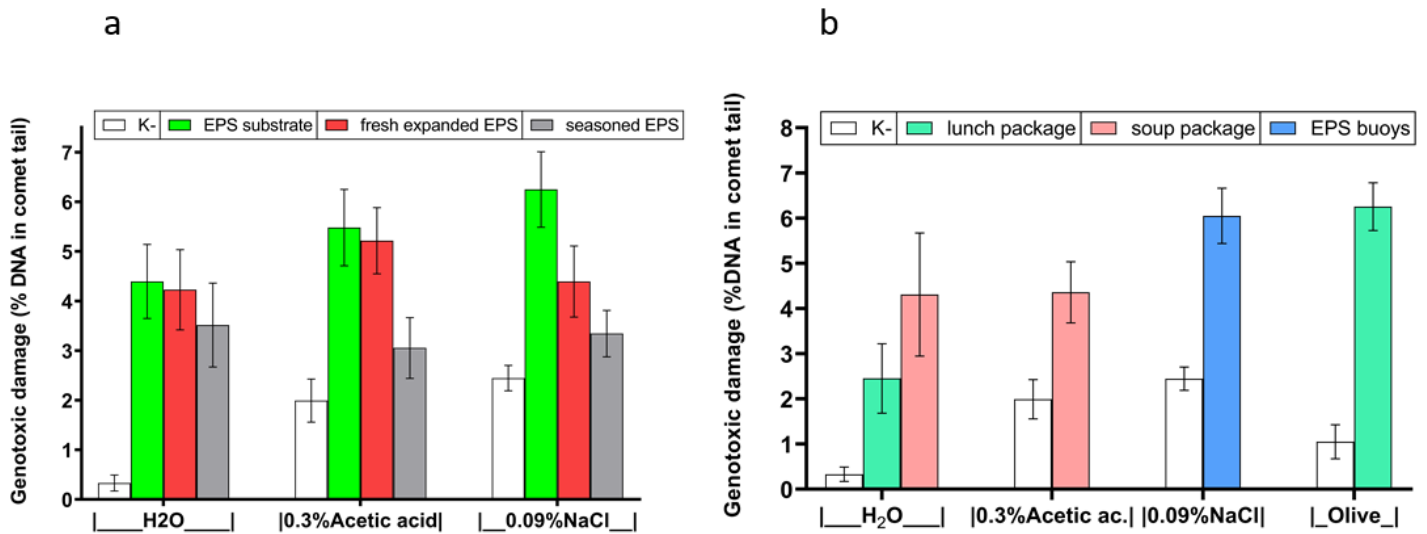 a
Genotoxic damage (% DNA in comet tail)
K- EPS substrate fresh expanded EPS seasoned EPS
7
6
5
4
3
2
1
0
|____H2O____| |0.3%Acetic acid| |__0.09%NaCl__|
b
Genotoxic damage (%DNA in comet tail)
K- lunch package soup package EPS buoys
8
7
6
5
4
3
2
1
0
|____H₂O___| |0.3%Acetic ac.| |0.09%NaCl| |_Olive_|